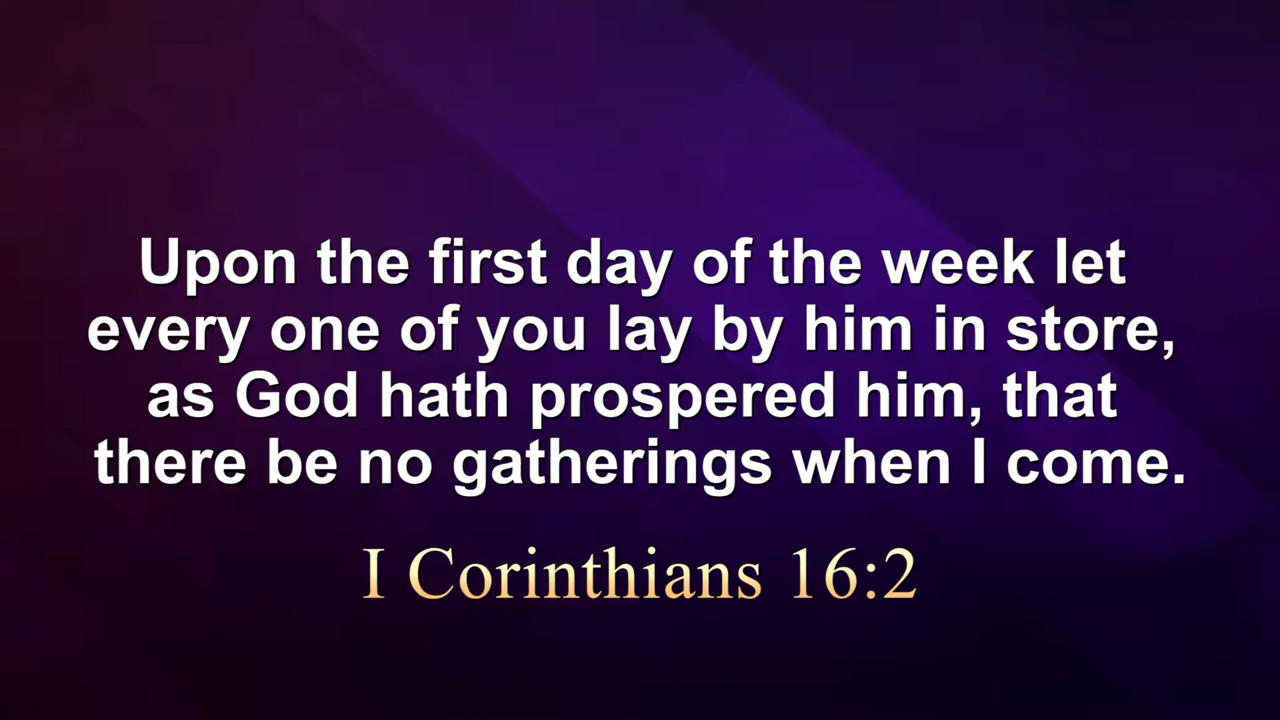 Upon the first day of the week let
every one of you lay by him in store,
as God hath prospered him, that
there be no gatherings when I come.
I Corinthians 16:2